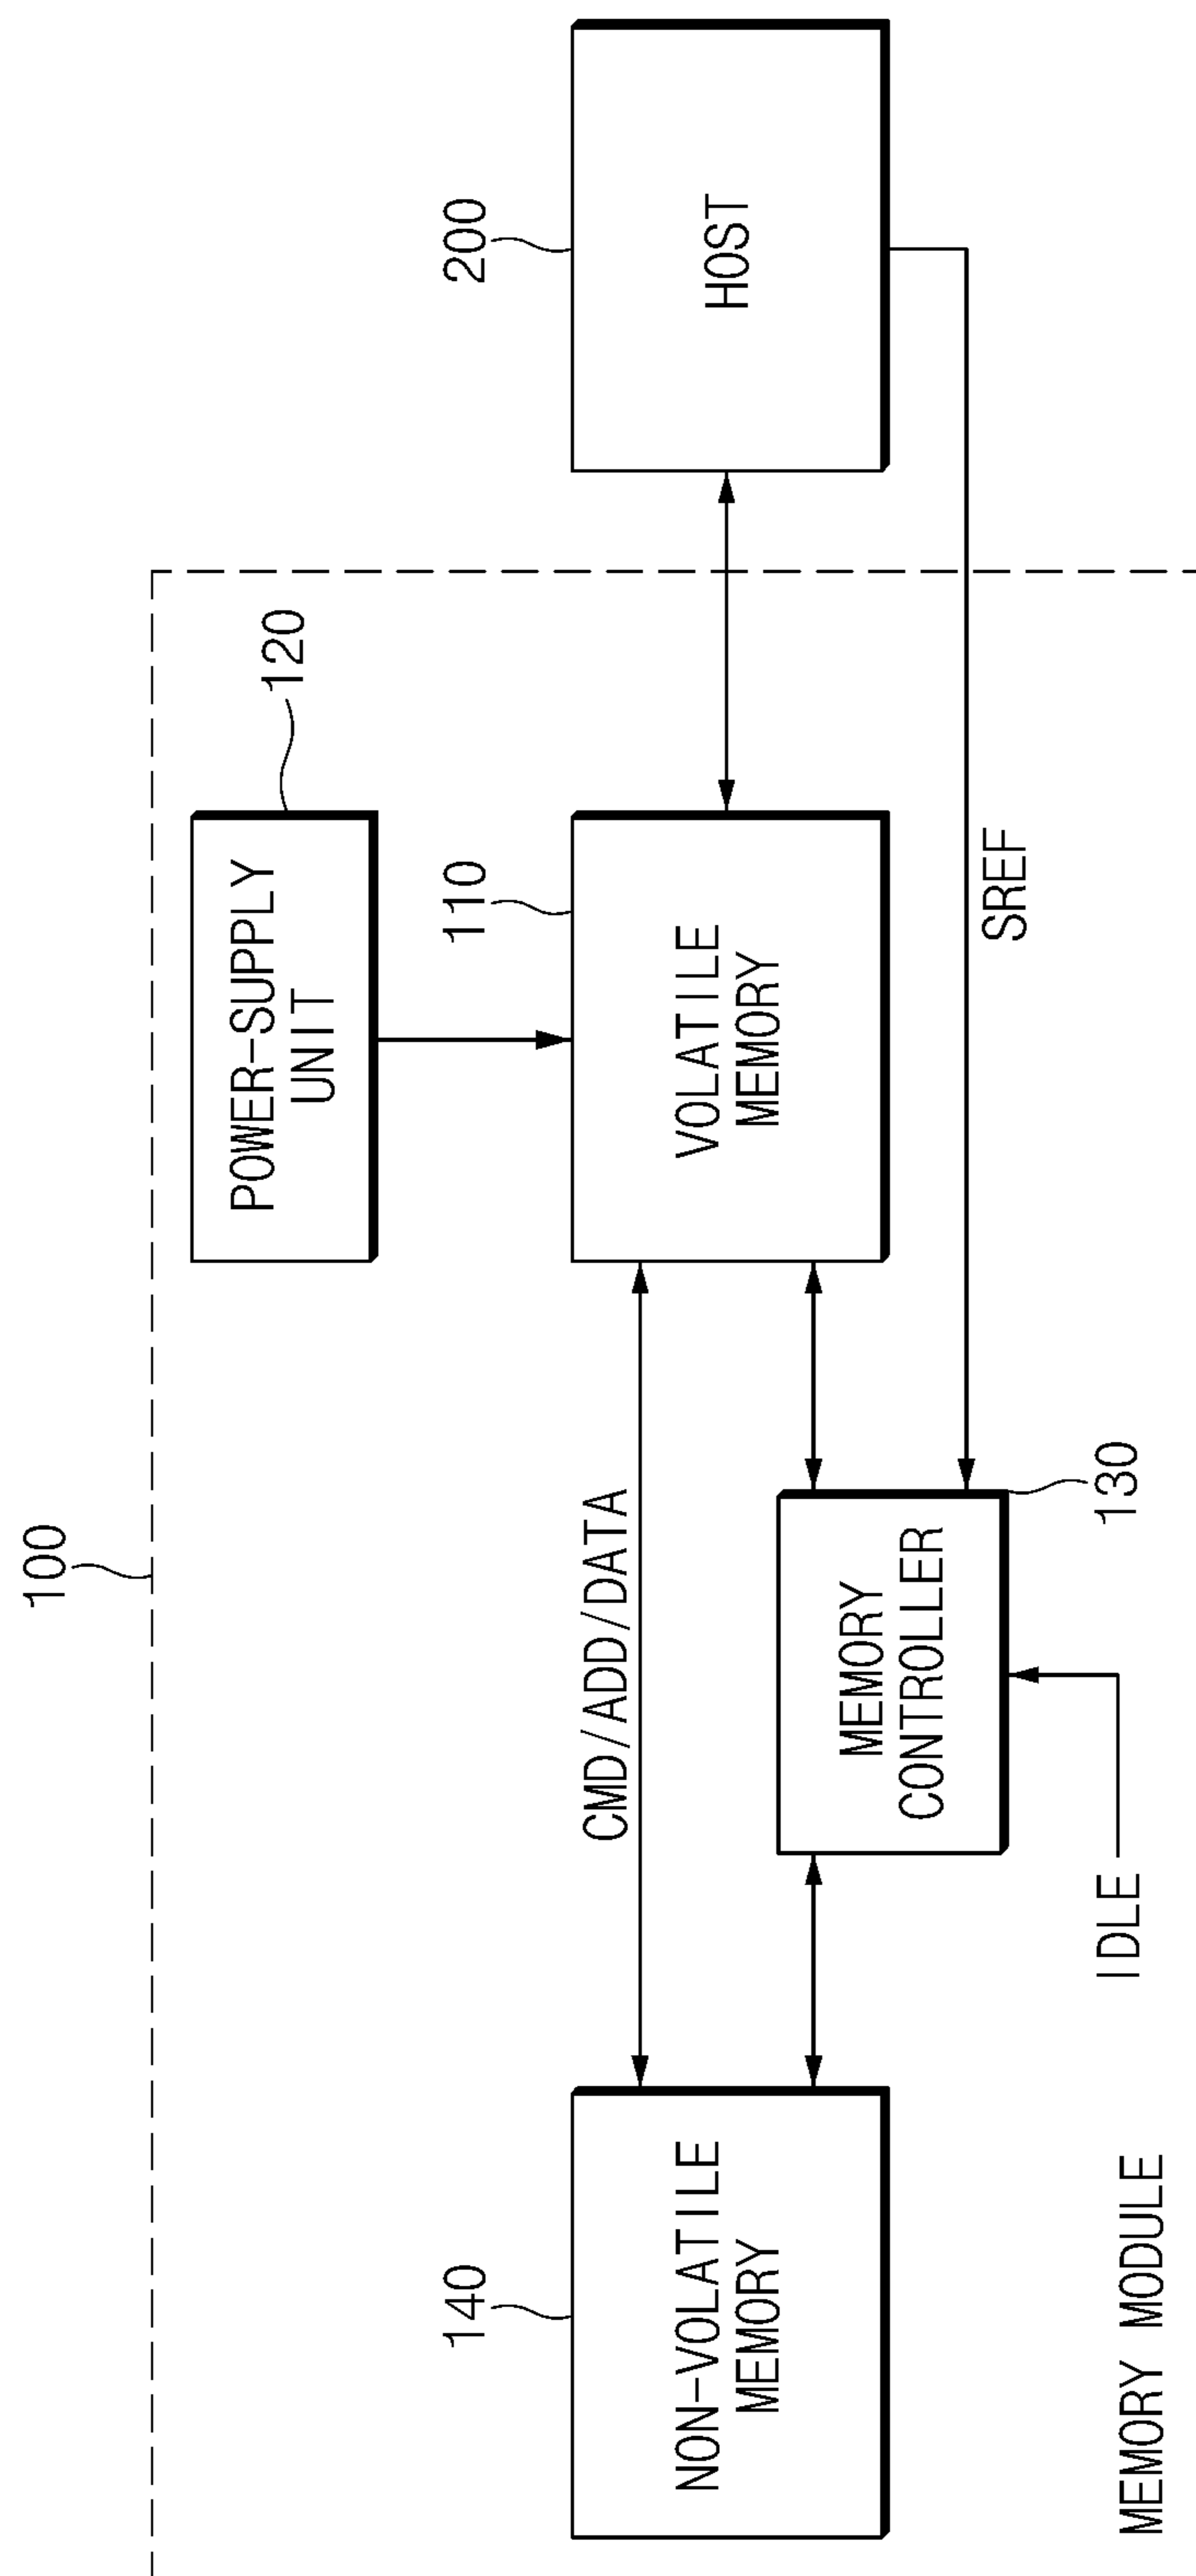 100
POWER-SUPPLY
UNIT
120
140
NON-VOLATILE
MEMORY
CMD/ADD/DATA
110
VOLATILE
MEMORY
200
HOST
MEMORY
CONTROLLER
130
SREF
IDLE
MEMORY MODULE